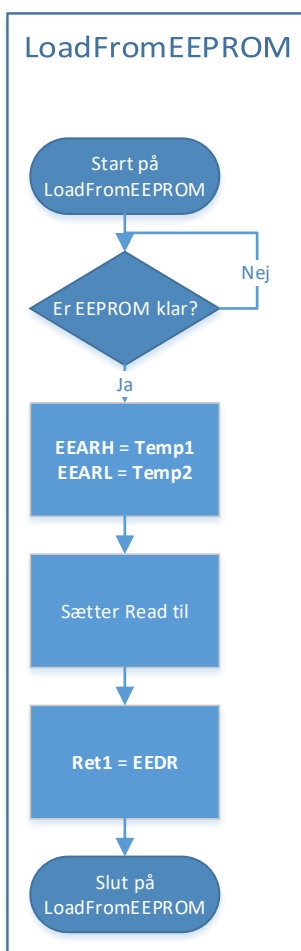 LoadFromEEPROM
Start på
LoadFromEEPROM
Nej
Er EEPROM klar?
Ja
EEARH = Temp1
EEARL = Temp2
Sætter Read til
Ret1 = EEDR
Slut på
LoadFromEEPROM